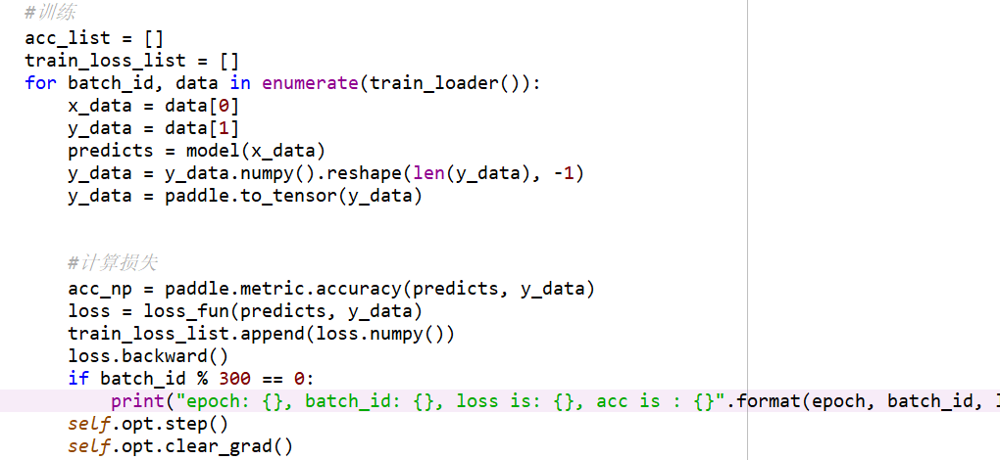 #训练
acc_list = []
train_loss_list = []
for batch_id, data in enumerate(train_loader()):
    x_data = data[0]
    y_data = data[1]
    predicts = model(x_data)
    y_data = y_data.numpy().reshape(len(y_data), -1)
    y_data = paddle.to_tensor(y_data)
    #计算损失
    acc_np = paddle.metric.accuracy(predicts, y_data)
    loss = loss_fun(predicts, y_data)
    train_loss_list.append(loss.numpy())
    loss.backward()
    if batch_id % 300 == 0:
        print("epoch: {}, batch_id: {}, loss is: {}, acc is : {}".format(epoch, batch_id,
    self.opt.step()
    self.opt.clear_grad()